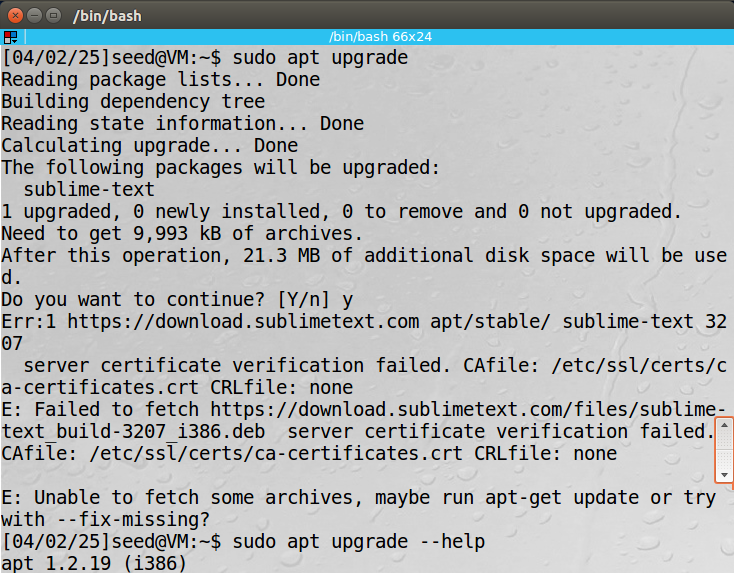 /bin/bash
/bin/bash 66x24
[04/02/25]seed@VM:~$ sudo apt upgrade
Reading package lists... Done
Building dependency tree
Reading state information... Done
Calculating upgrade... Done
The following packages will be upgraded:
  sublime-text
1 upgraded, 0 newly installed, 0 to remove and 0 not upgraded.
Need to get 9,993 kB of archives.
After this operation, 21.3 MB of additional disk space will be use
d.
Do you want to continue? [Y/n] y
Err:1 https://download.sublimetext.com apt/stable/ sublime-text 32
07
  server certificate verification failed. CAfile: /etc/ssl/certs/c
a-certificates.crt CRLfile: none
E: Failed to fetch https://download.sublimetext.com/files/sublime-
text_build-3207_i386.deb  server certificate verification failed.
CAfile: /etc/ssl/certs/ca-certificates.crt CRLfile: none

E: Unable to fetch some archives, maybe run apt-get update or try
with --fix-missing?
[04/02/25]seed@VM:~$ sudo apt upgrade --help
apt 1.2.19 (i386)